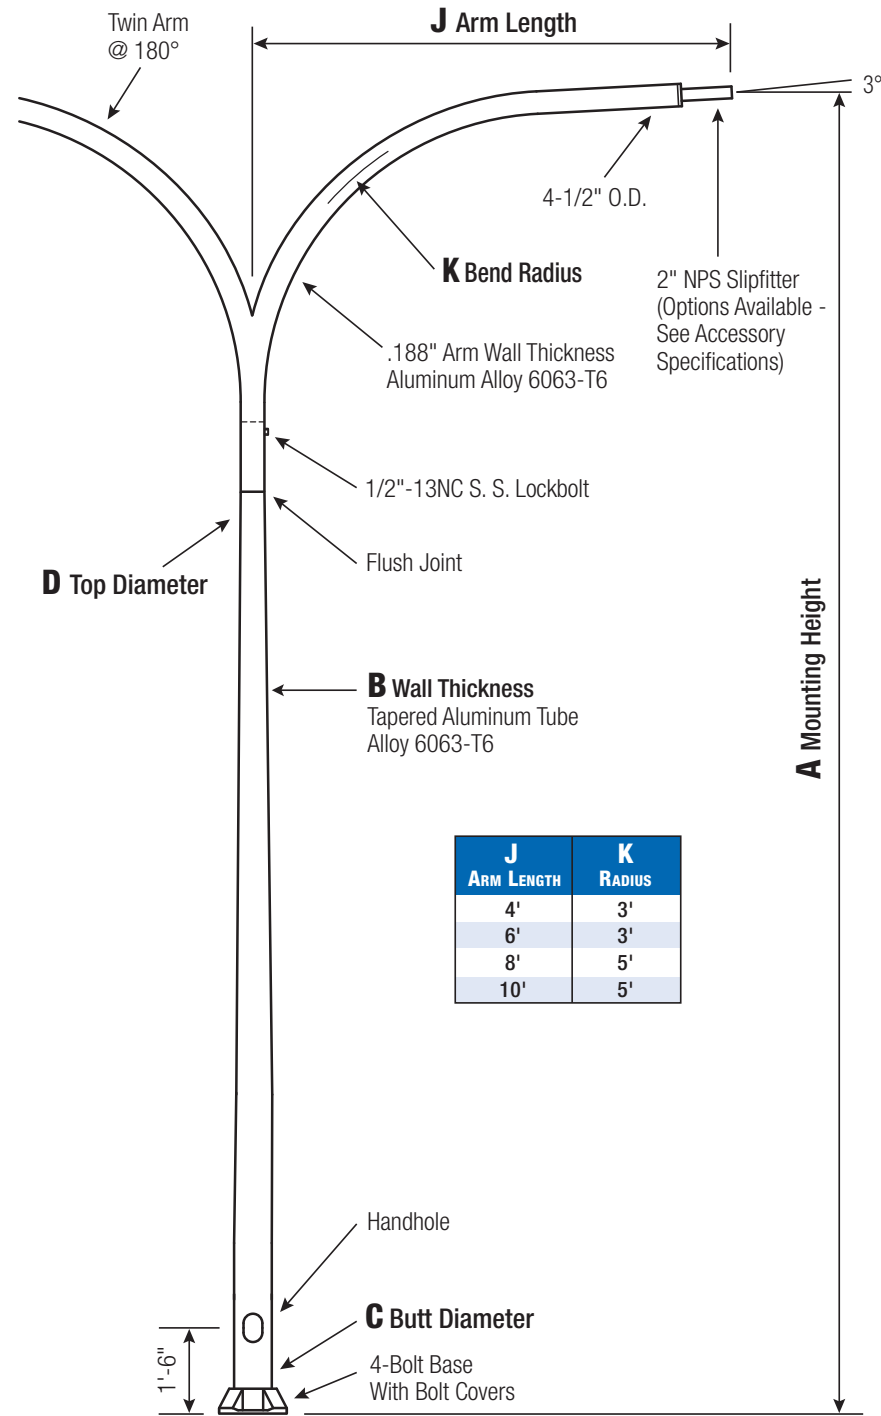 Twin Arm
@ 180°
J Arm Length
3°
4-1/2" O.D.
K Bend Radius
2" NPS Slipfitter
(Options Available -
See Accessory
Specifications)
.188" Arm Wall Thickness
Aluminum Alloy 6063-T6
1/2"-13NC S. S. Lockbolt
Flush Joint
D Top Diameter
B Wall Thickness
Tapered Aluminum Tube
Alloy 6063-T6
A Mounting Height
J K
ARM LENGTH RADIUS
4' 3'
6' 3'
8' 5'
10' 5'
Handhole
C Butt Diameter
1'-6"
4-Bolt Base
With Bolt Covers